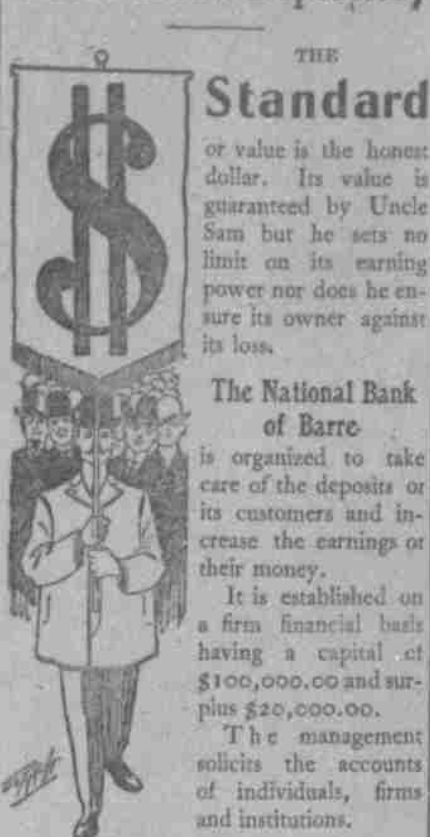 THE
Standard
or value is the honest
dollar. Its value is
guaranteed by Uncle
Sam but he sets no
limit on its earning
power nor does he en-
sure its owner against
its loss.
The National Bank
of Barre
is organized to take
care of the deposits or
its customers and in-
crease the earnings or
their money.
It is established on
a firm financial basis
having a capital of
$100,000.00 and sur-
plus $20,000.00.
The management
solicits the accounts
of individuals, firms
and institutions.